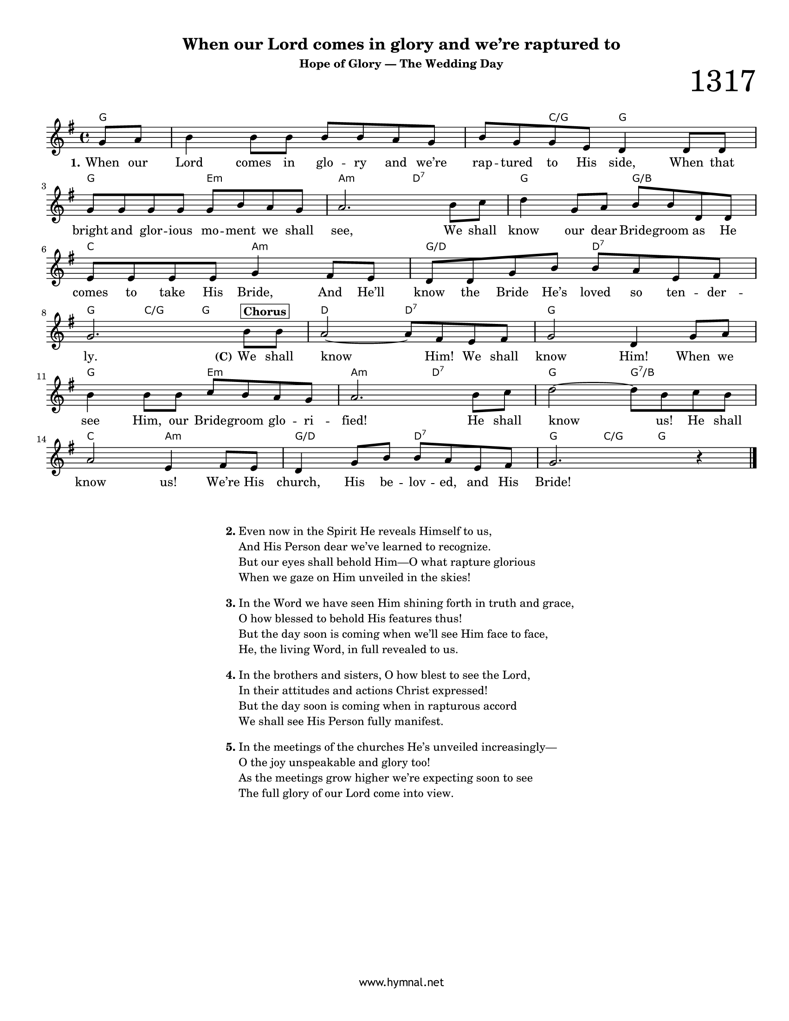 When our Lord comes in glory and we're raptured to
Hope of Glory — The Wedding Day
1317
G C/G G
1. When our Lord comes in glo - ry and we're rap - tured to His side, When that
3 G Em Am D7 G G/B
bright and glor - ious mo - ment we shall see, We shall know our dear Bridegroom as He
6 C Am G/D D7
comes to take His Bride, And He'll know the Bride He's loved so ten - der -
8 G C/G G Chorus D D7 G
ly. (C) We shall know Him! We shall know Him! When we
11 G Em Am D7 G G7/B
see Him, our Bridegroom glo - ri - fied! He shall know us! He shall
14 C Am G/D D7 G C/G G
know us! We're His church, His be - lov - ed, and His Bride!
2. Even now in the Spirit He reveals Himself to us,
And His Person dear we've learned to recognize.
But our eyes shall behold Him—O what rapture glorious
When we gaze on Him unveiled in the skies!
3. In the Word we have seen Him shining forth in truth and grace,
O how blessed to behold His features thus!
But the day soon is coming when we'll see Him face to face,
He, the living Word, in full revealed to us.
4. In the brothers and sisters, O how blest to see the Lord,
In their attitudes and actions Christ expressed!
But the day soon is coming when in rapturous accord
We shall see His Person fully manifest.
5. In the meetings of the churches He's unveiled increasingly—
O the joy unspeakable and glory too!
As the meetings grow higher we're expecting soon to see
The full glory of our Lord come into view.
www.hymnal.net